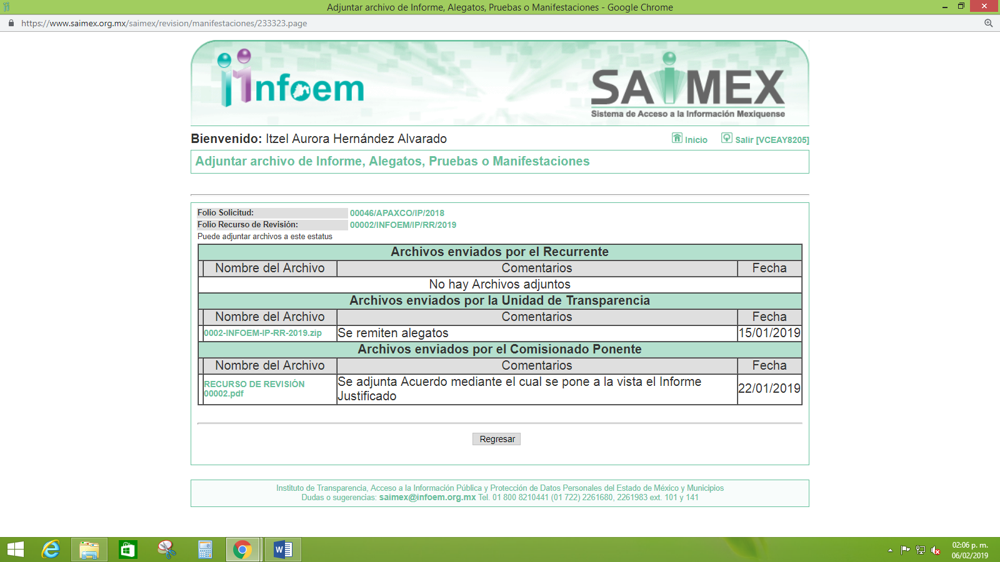 Adjuntar archivo de Informe, Alegatos, Pruebas o Manifestaciones - Google Chrome
https://www.saimex.org.mx/saimex/revision/manifestaciones/233323.page
infoem
SAIMEX
Sistema de Acceso a la Información Mexiquense
Bienvenido: Itzel Aurora Hernández Alvarado
Inicio Salir [VCEAY8205]
Adjuntar archivo de Informe, Alegatos, Pruebas o Manifestaciones
Folio Solicitud: 00046/APAXCO/IP/2018
Folio Recurso de Revisión: 00002/INFOEM/IP/RR/2019
Puede adjuntar archivos a este estatus
Archivos enviados por el Recurrente
Nombre del Archivo Comentarios Fecha
No hay Archivos adjuntos
Archivos enviados por la Unidad de Transparencia
Nombre del Archivo Comentarios Fecha
0002-INFOEM-IP-RR-2019.zip Se remiten alegatos 15/01/2019
Archivos enviados por el Comisionado Ponente
Nombre del Archivo Comentarios Fecha
RECURSO DE REVISIÓN 00002.pdf Se adjunta Acuerdo mediante el cual se pone a la vista el Informe Justificado 22/01/2019
Regresar
Instituto de Transparencia, Acceso a la Información Pública y Protección de Datos Personales del Estado de México y Municipios
Dudas o sugerencias: saimex@infoem.org.mx Tel. 01 800 8210441 (01 722) 2261680, 2261983 ext. 101 y 141
02:06 p. m.
06/02/2019